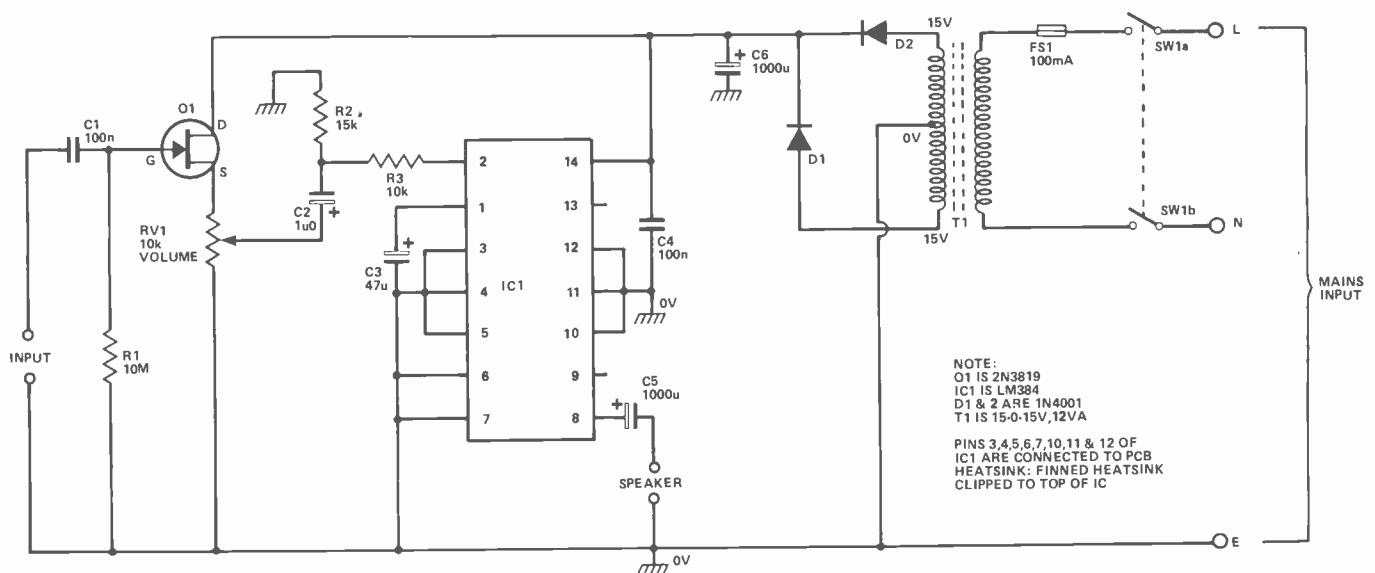 15V
D2
FS1
100mA
SW1a
L
C6
1000u
+
O1
D
G
S
C1
100n
R2
15k
R3
10k
C2
1u0
+
RV1
10k
VOLUME
INPUT
R1
10M
C3
47u
+
IC1
2
1
3
4
5
6
7
14
13
12
11
10
9
8
C4
100n
0V
C5
1000u
+
SPEAKER
0V
D1
0V
15V
T1
SW1b
N
MAINS
INPUT
E
NOTE:
O1 IS 2N3819
IC1 IS LM384
D1 & 2 ARE 1N4001
T1 IS 15-0-15V, 12VA
PINS 3,4,5,6,7,10,11 & 12 OF
IC1 ARE CONNECTED TO PCB
HEATSINK: FINNED HEATSINK
CLIPPED TO TOP OF IC